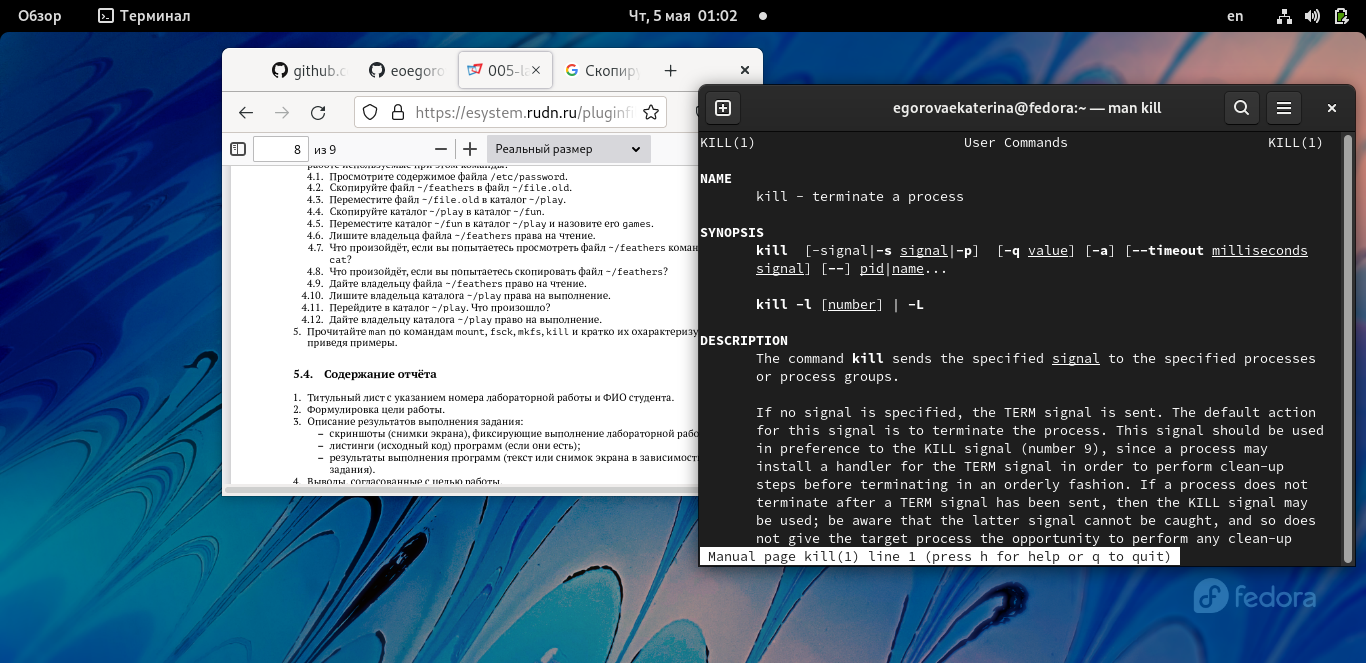 Обзор
Терминал
Чт, 5 мая 01:02
en
github.c
eoegoro
005-la
Скопиру
https://esystem.rudn.ru/pluginfi
8 из 9
Реальный размер
работе используемые при этом команды:
4.1. Просмотрите содержимое файла /etc/password.
4.2. Скопируйте файл ~/feathers в файл ~/file.old.
4.3. Переместите файл ~/file.old в каталог ~/play.
4.4. Скопируйте каталог ~/play в каталог ~/fun.
4.5. Переместите каталог ~/fun в каталог ~/play и назовите его games.
4.6. Лишите владельца файла ~/feathers права на чтение.
4.7. Что произойдёт, если вы попытаетесь просмотреть файл ~/feathers коман
cat?
4.8. Что произойдёт, если вы попытаетесь скопировать файл ~/feathers?
4.9. Дайте владельцу файла ~/feathers право на чтение.
4.10. Лишите владельца каталога ~/play права на выполнение.
4.11. Перейдите в каталог ~/play. Что произошло?
4.12. Дайте владельцу каталога ~/play право на выполнение.
5. Прочитайте man по командам mount, fsck, mkfs, kill и кратко их охарактеризу
приведя примеры.
5.4. Содержание отчёта
1. Титульный лист с указанием номера лабораторной работы и ФИО студента.
2. Формулировка цели работы.
3. Описание результатов выполнения задания:
– скриншоты (снимки экрана), фиксирующие выполнение лабораторной рабо
– листинги (исходный код) программ (если они есть);
– результаты выполнения программ (текст или снимок экрана в зависимост
задания).
4. Выводы, согласованные с целью работы.
egorovaekaterina@fedora:~ — man kill
KILL(1) User Commands KILL(1)
NAME
kill - terminate a process
SYNOPSIS
kill [-signal|-s signal|-p] [-q value] [-a] [--timeout milliseconds
signal] [--] pid|name...
kill -l [number] | -L
DESCRIPTION
The command kill sends the specified signal to the specified processes
or process groups.
If no signal is specified, the TERM signal is sent. The default action
for this signal is to terminate the process. This signal should be used
in preference to the KILL signal (number 9), since a process may
install a handler for the TERM signal in order to perform clean-up
steps before terminating in an orderly fashion. If a process does not
terminate after a TERM signal has been sent, then the KILL signal may
be used; be aware that the latter signal cannot be caught, and so does
not give the target process the opportunity to perform any clean-up
Manual page kill(1) line 1 (press h for help or q to quit)
fedora